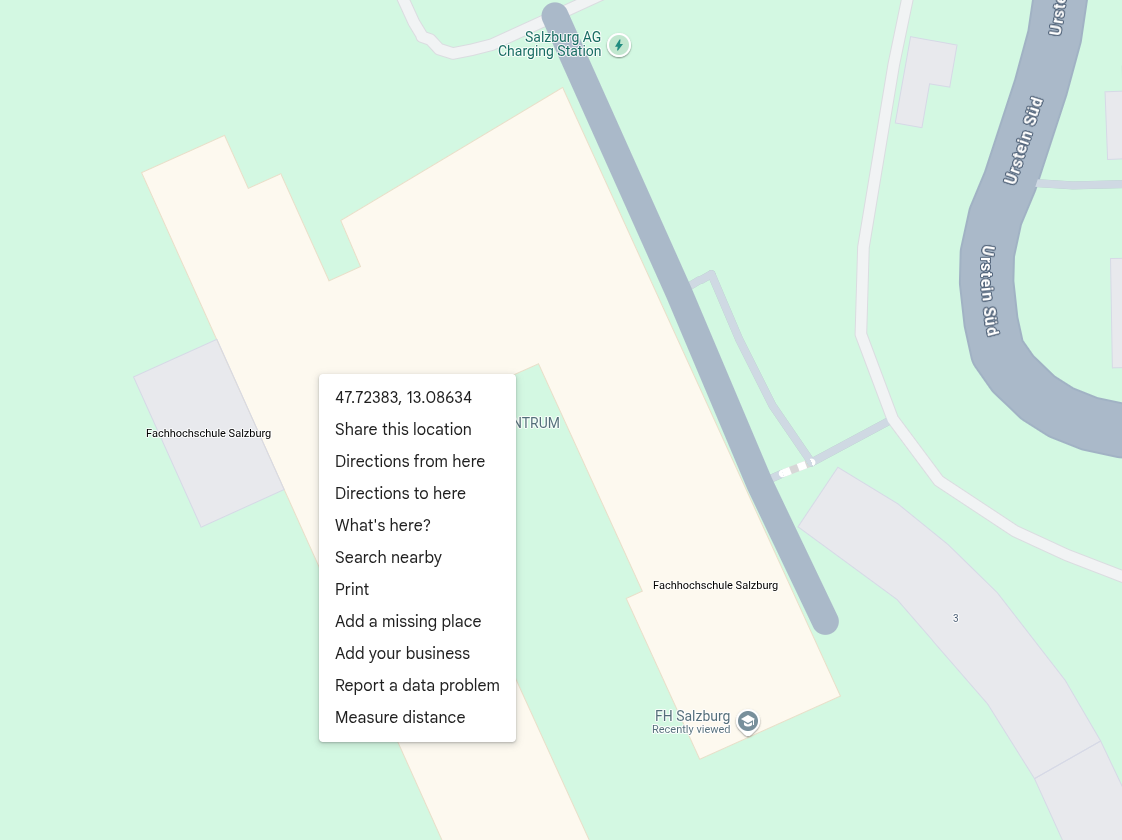 Urste
Salzburg AG
Charging Station
Urstein Süd
Urstein Süd
47.72383, 13.08634
Share this location
NTRUM
Fachhochschule Salzburg
Directions from here
Directions to here
What's here?
Search nearby
Print
Fachhochschule Salzburg
Add a missing place
3
Add your business
Report a data problem
Measure distance
FH Salzburg
Recently viewed